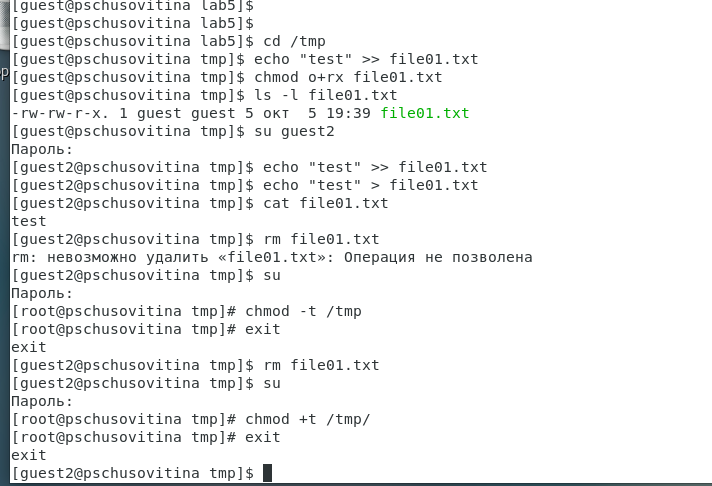 [guest@pschusovitina lab5]$
[guest@pschusovitina lab5]$
[guest@pschusovitina lab5]$ cd /tmp
[guest@pschusovitina tmp]$ echo "test" >> file01.txt
[guest@pschusovitina tmp]$ chmod o+rx file01.txt
[guest@pschusovitina tmp]$ ls -l file01.txt
-rw-rw-r-x. 1 guest guest 5 окт  5 19:39 file01.txt
[guest@pschusovitina tmp]$ su guest2
Пароль:
[guest2@pschusovitina tmp]$ echo "test" >> file01.txt
[guest2@pschusovitina tmp]$ echo "test" > file01.txt
[guest2@pschusovitina tmp]$ cat file01.txt
test
[guest2@pschusovitina tmp]$ rm file01.txt
rm: невозможно удалить «file01.txt»: Операция не позволена
[guest2@pschusovitina tmp]$ su
Пароль:
[root@pschusovitina tmp]# chmod -t /tmp
[root@pschusovitina tmp]# exit
exit
[guest2@pschusovitina tmp]$ rm file01.txt
[guest2@pschusovitina tmp]$ su
Пароль:
[root@pschusovitina tmp]# chmod +t /tmp/
[root@pschusovitina tmp]# exit
exit
[guest2@pschusovitina tmp]$